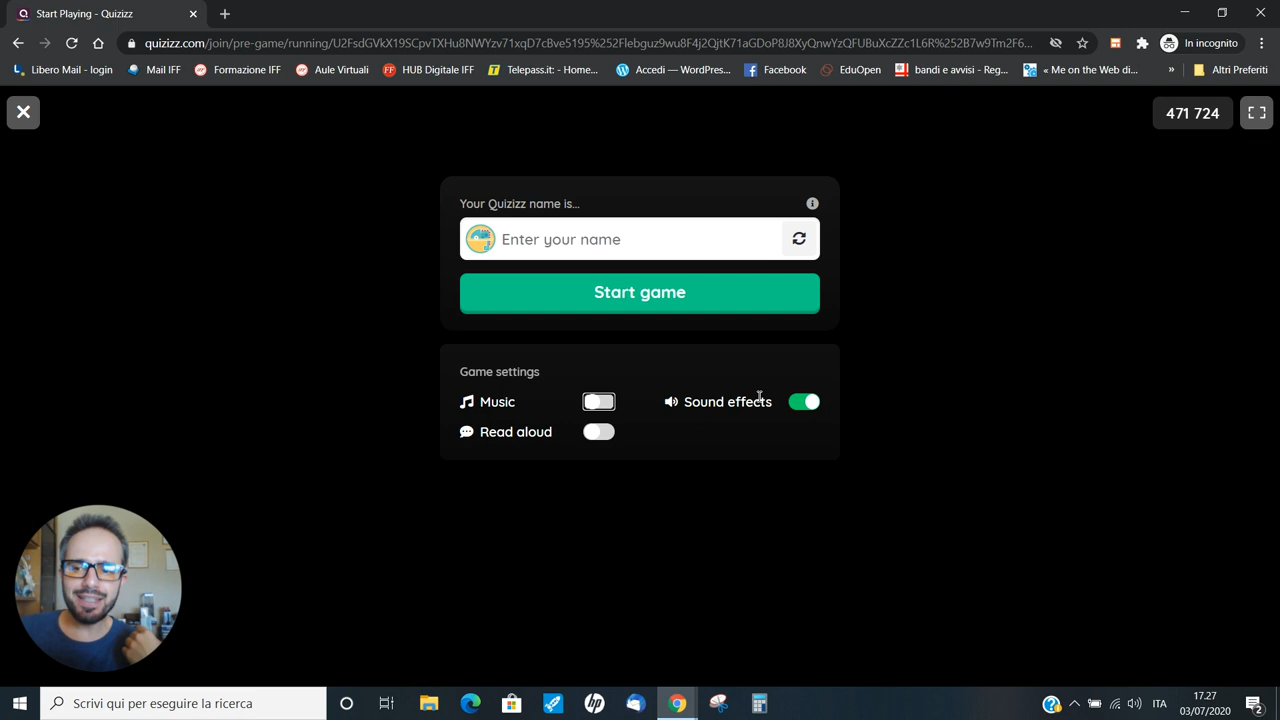 Start Playing - Quizizz
quizizz.com/join/pre-game/running/U2FsdGVkX19SCpvTXHu8NWYzv71xqD7cBve5195%252Flebguz9wu8F4j2QjtK71aGDoP8J8XyQnwYzQFUBuXcZZc1L6R%252B7w9Tm2F6...
In incognito
Libero Mail - login
Mail IFF
Formazione IFF
Aule Virtuali
HUB Digitale IFF
Telepass.it: - Home...
Accedi — WordPres...
Facebook
EduOpen
bandi e avvisi - Reg...
« Me on the Web di...
»
Altri Preferiti
471 724
Your Quizizz name is...
Enter your name
Start game
Game settings
Music
Sound effects
Read aloud
Scrivi qui per eseguire la ricerca
ITA
17.27
03/07/2020
2